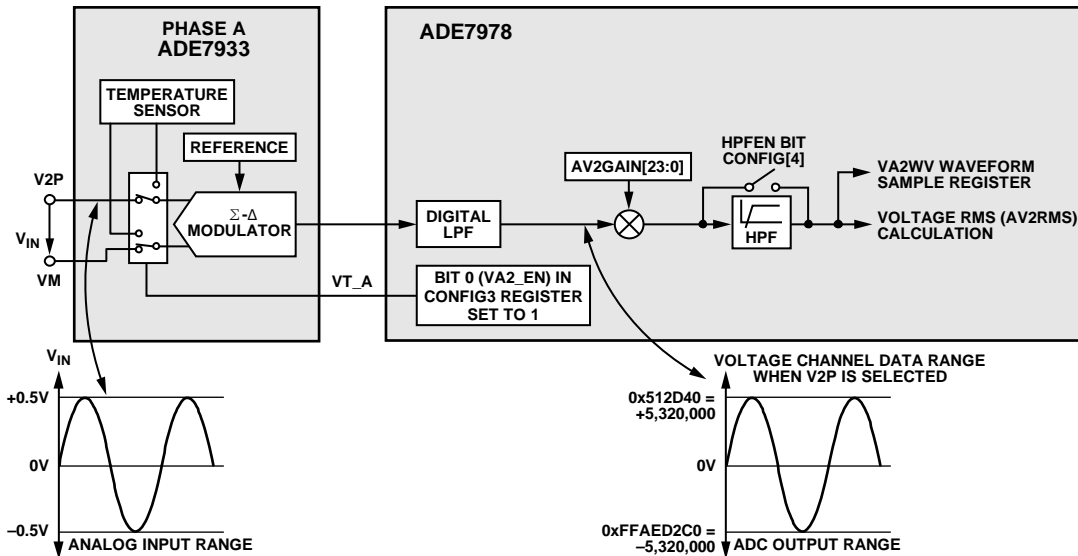 PHASE A
ADE7933
ADE7978
TEMPERATURE
SENSOR
REFERENCE
V2P
VIN
VM
Σ-Δ
MODULATOR
DIGITAL
LPF
AV2GAIN[23:0]
HPFEN BIT
CONFIG[4]
HPF
VA2WV WAVEFORM
SAMPLE REGISTER
VOLTAGE RMS (AV2RMS)
CALCULATION
VT_A
BIT 0 (VA2_EN) IN
CONFIG3 REGISTER
SET TO 1
VIN
+0.5V
0V
–0.5V
ANALOG INPUT RANGE
VOLTAGE CHANNEL DATA RANGE
WHEN V2P IS SELECTED
0x512D40 =
+5,320,000
0V
0xFFAED2C0 =
–5,320,000
ADC OUTPUT RANGE